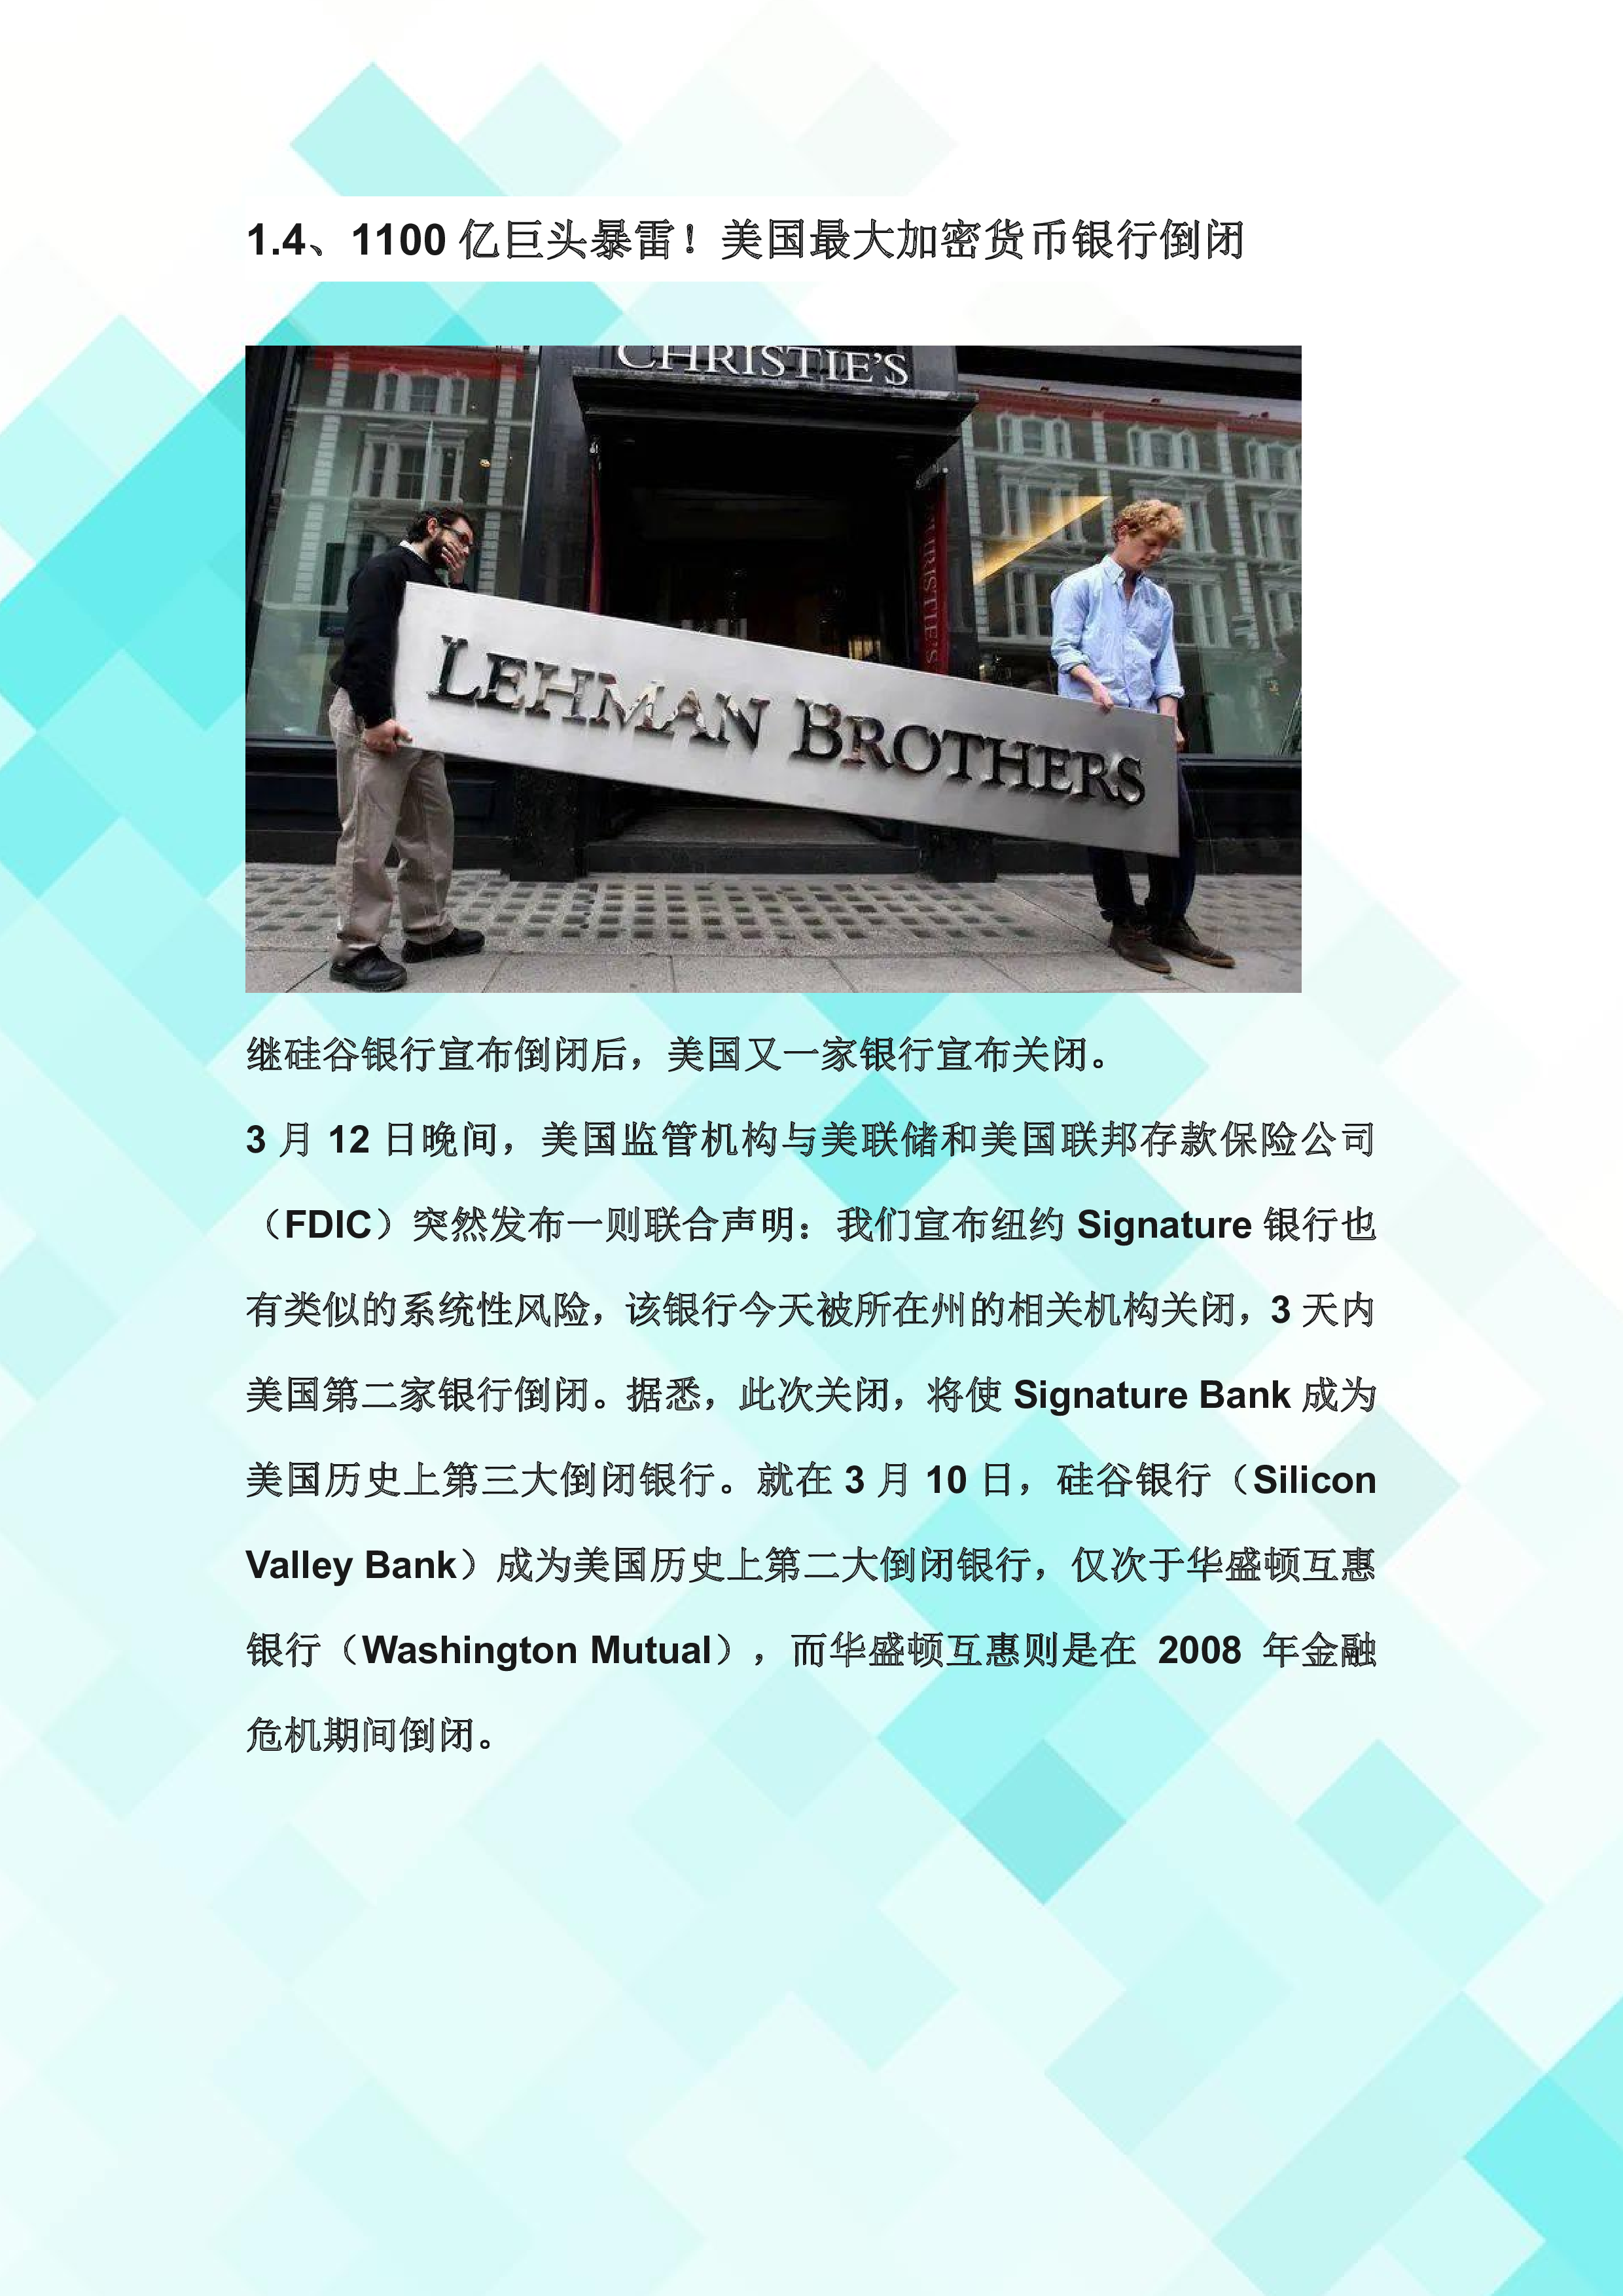 1.4、1100 亿巨头暴雷！美国最大加密货币银行倒闭
CHRISTIE'S
CHRISTIE'S
LEHMAN BROTHERS
继硅谷银行宣布倒闭后，美国又一家银行宣布关闭。
3 月 12 日晚间，美国监管机构与美联储和美国联邦存款保险公司
（FDIC）突然发布一则联合声明：我们宣布纽约 Signature 银行也
有类似的系统性风险，该银行今天被所在州的相关机构关闭，3 天内
美国第二家银行倒闭。据悉，此次关闭，将使 Signature Bank 成为
美国历史上第三大倒闭银行。就在 3 月 10 日，硅谷银行（Silicon
Valley Bank）成为美国历史上第二大倒闭银行，仅次于华盛顿互惠
银行（Washington Mutual），而华盛顿互惠则是在 2008 年金融
危机期间倒闭。